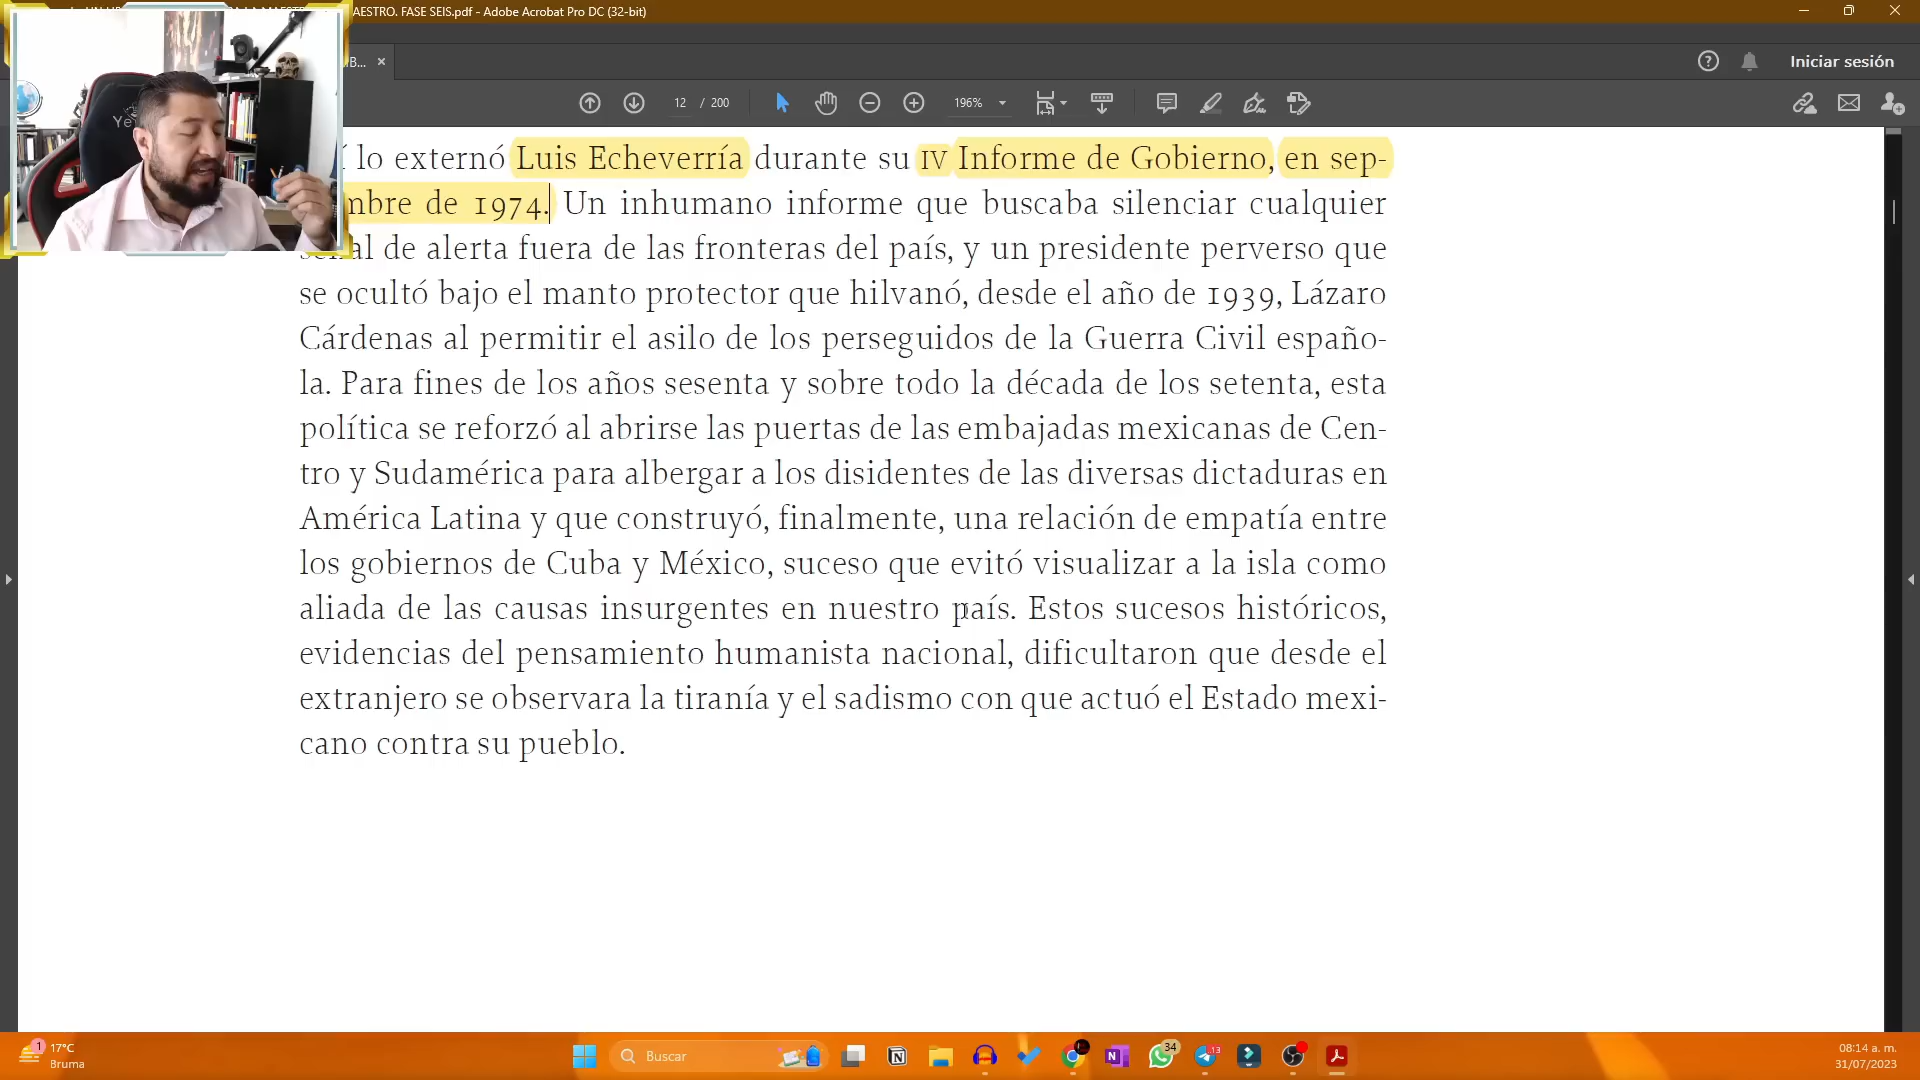 AESTRO. FASE SEIS.pdf - Adobe Acrobat Pro DC (32-bit)
B... ×
Iniciar sesión
12 / 200
196%
lo externó Luis Echeverría durante su IV Informe de Gobierno, en sep-
mbre de 1974. Un inhumano informe que buscaba silenciar cualquier
al de alerta fuera de las fronteras del país, y un presidente perverso que
se ocultó bajo el manto protector que hilvanó, desde el año de 1939, Lázaro
Cárdenas al permitir el asilo de los perseguidos de la Guerra Civil españo-
la. Para fines de los años sesenta y sobre todo la década de los setenta, esta
política se reforzó al abrirse las puertas de las embajadas mexicanas de Cen-
tro y Sudamérica para albergar a los disidentes de las diversas dictaduras en
América Latina y que construyó, finalmente, una relación de empatía entre
los gobiernos de Cuba y México, suceso que evitó visualizar a la isla como
aliada de las causas insurgentes en nuestro país. Estos sucesos históricos,
evidencias del pensamiento humanista nacional, dificultaron que desde el
extranjero se observara la tiranía y el sadismo con que actuó el Estado mexi-
cano contra su pueblo.
1
17°C
Bruma
Buscar
34
13
08:14 a. m.
31/07/2023